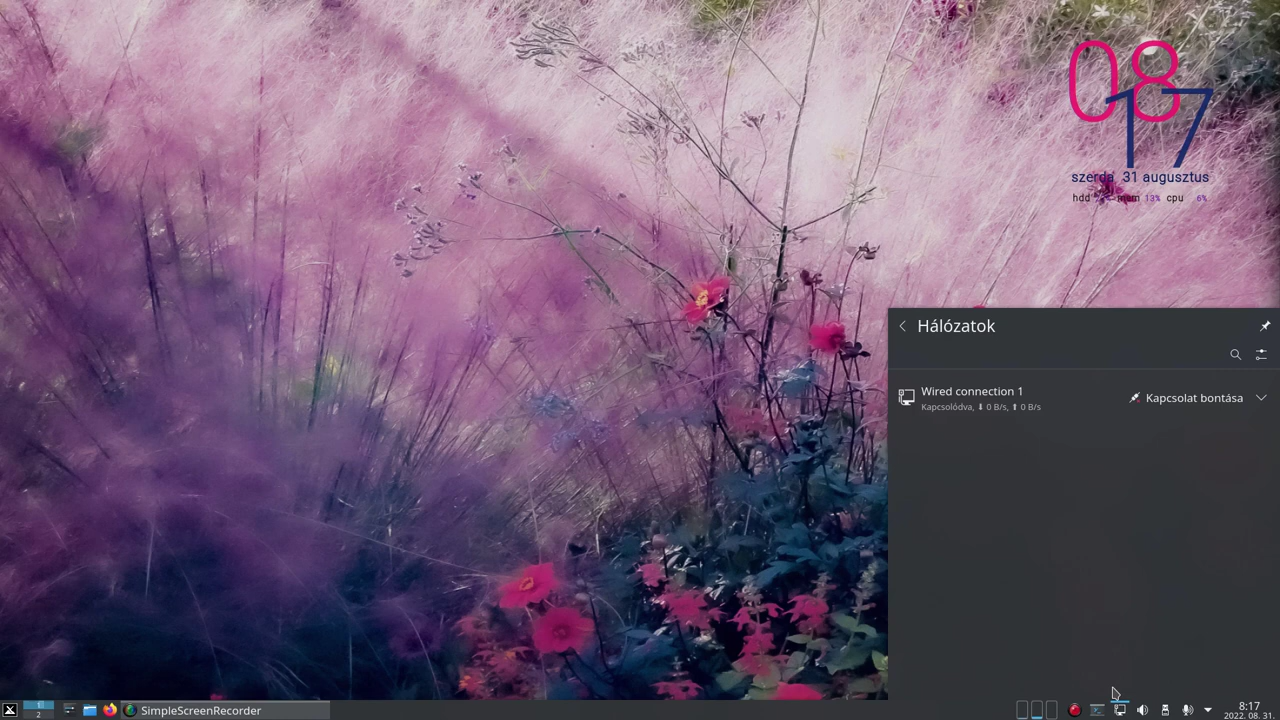 08
17
szerda 31 augusztus
hdd mem 13% cpu 6%
Hálózatok
Wired connection 1
Kapcsolódva, ⬇ 0 B/s, ⬆ 0 B/s
Kapcsolat bontása
1
2
SimpleScreenRecorder
8:17
2022. 08. 31.